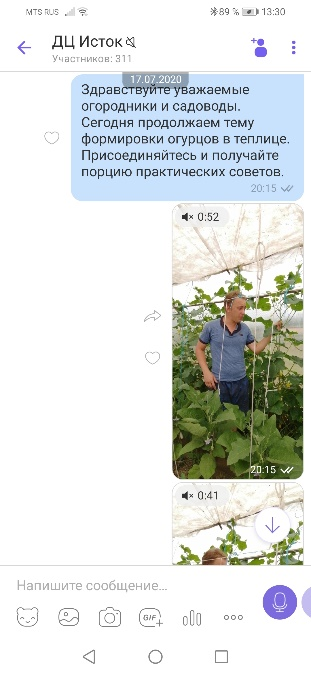 MTS RUS
89 %
13:30
ДЦ Исток
Участников: 311
17.07.2020
Здравствуйте уважаемые
огородники и садоводы.
Сегодня продолжаем тему
формировки огурцов в теплице.
Присоединяйтесь и получайте
порцию практических советов.
20:15
0:52
20:15
0:41
Напишите сообщение...
GIF+